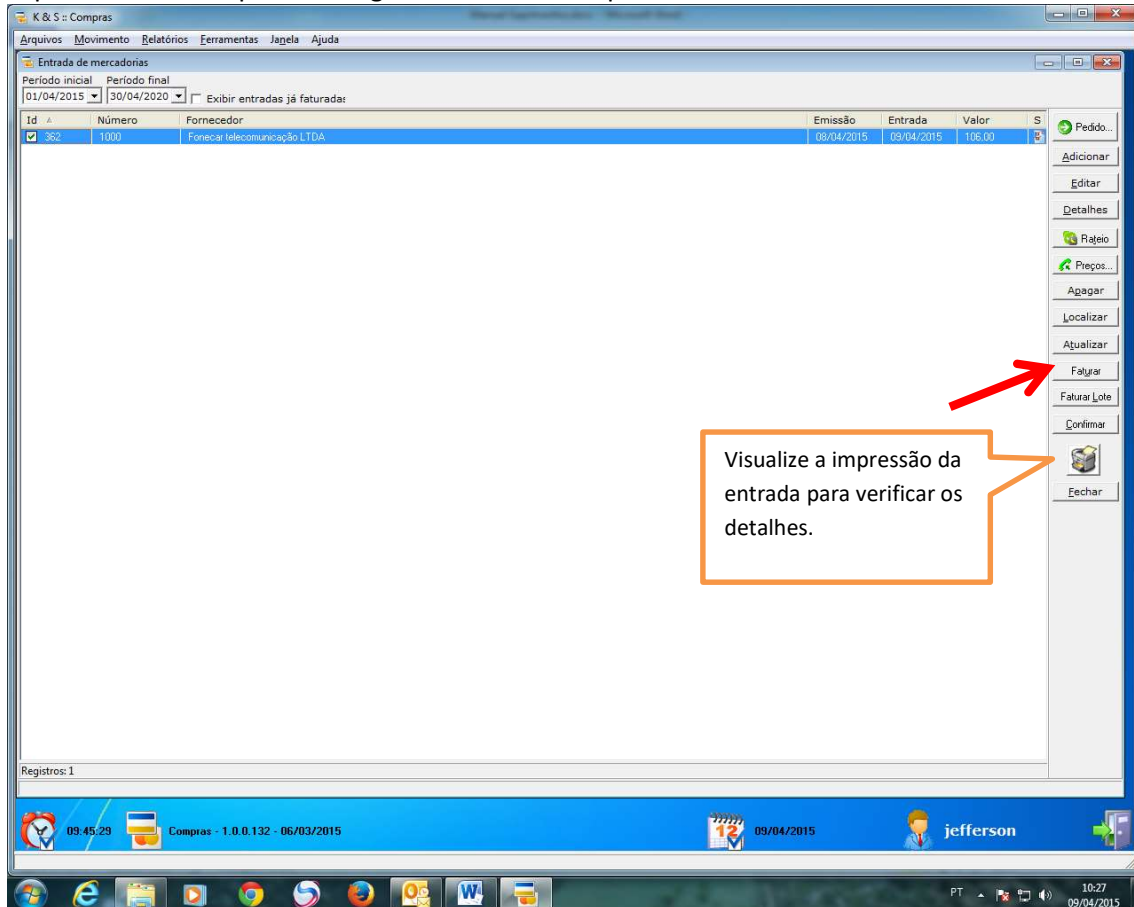 K & S :: Compras
Arquivos Movimento Relatórios Ferramentas Janela Ajuda
Entrada de mercadorias
Período inicial Período final
01/04/2015 30/04/2020 Exibir entradas já faturadas
Id Número Fornecedor Emissão Entrada Valor S
362 1000 Fonecar telecomunicação LTDA 08/04/2015 09/04/2015 106,00
Pedido...
Adicionar
Editar
Detalhes
Rateio
Preços...
Apagar
Localizar
Atualizar
Faturar
Faturar Lote
Confirmar
Fechar
Visualize a impressão da
entrada para verificar os
detalhes.
Registros: 1
09:45:29 Compras - 1.0.0.132 - 06/03/2015 12 09/04/2015 jefferson
PT 10:27
09/04/2015